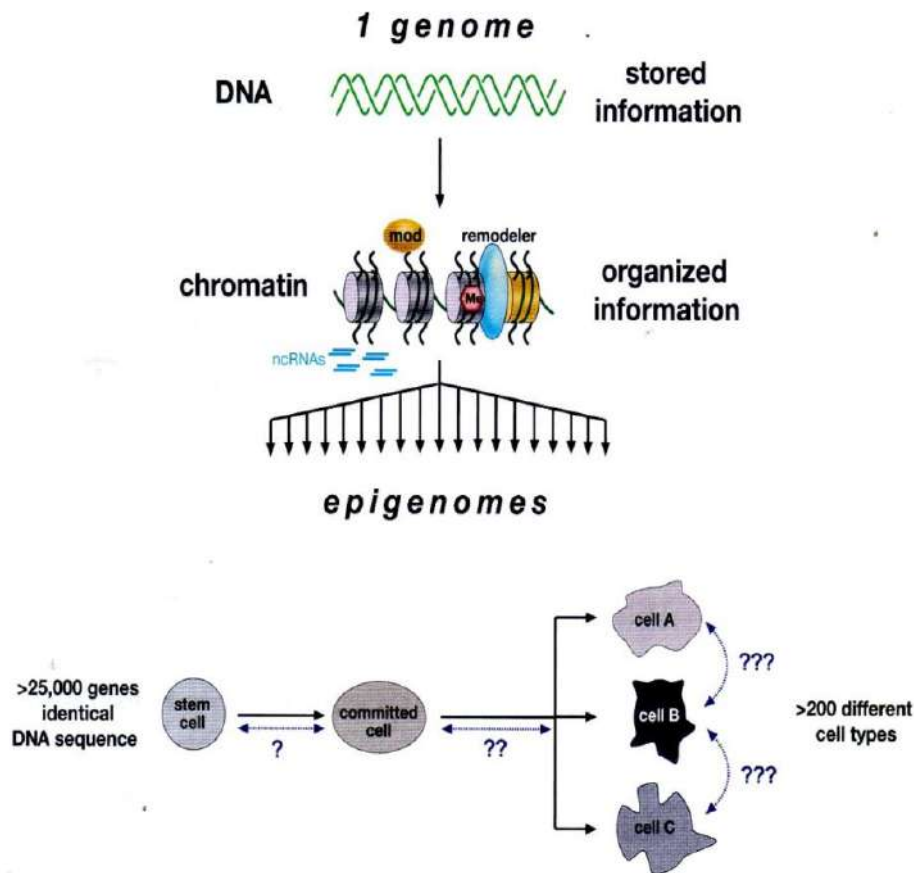 1 genome
DNA
stored
information
mod
remodeler
chromatin
Me
organized
information
ncRNAs
epigenomes
>25,000 genes
identical
DNA sequence
stem
cell
?
committed
cell
??
cell A
???
cell B
>200 different
cell types
???
cell C